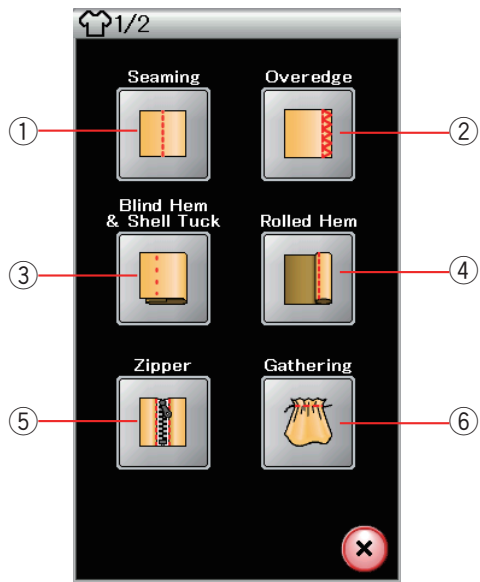 1/2
Seaming Overedge
① ②
Blind Hem
& Shell Tuck Rolled Hem
③ ④
Zipper Gathering
⑤ ⑥